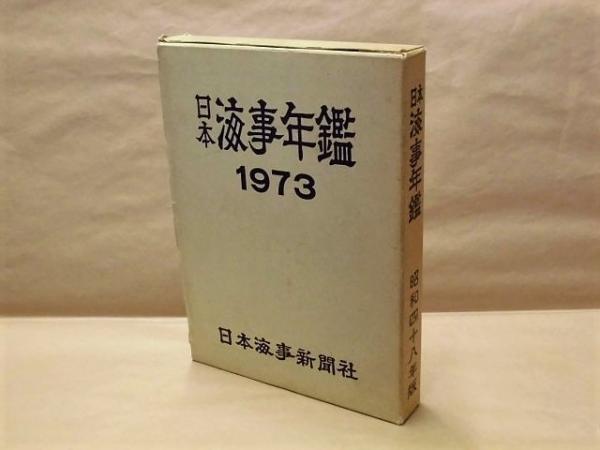 日本海事年鑑
1973
日本海事新聞社
日本海事年鑑
昭和四十八年版